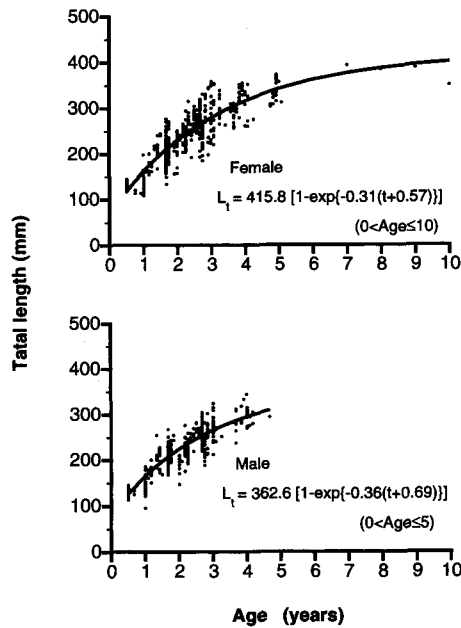 500
400
300
200
100
0
Female
L_t = 415.8 [1-exp{-0.31(t+0.57)}]
(0<Age≤10)
0 1 2 3 4 5 6 7 8 9 10
Tatal length (mm)
500
400
300
200
100
0
Male
L_t = 362.6 [1-exp{-0.36(t+0.69)}]
(0<Age≤5)
0 1 2 3 4 5 6 7 8 9 10
Age (years)